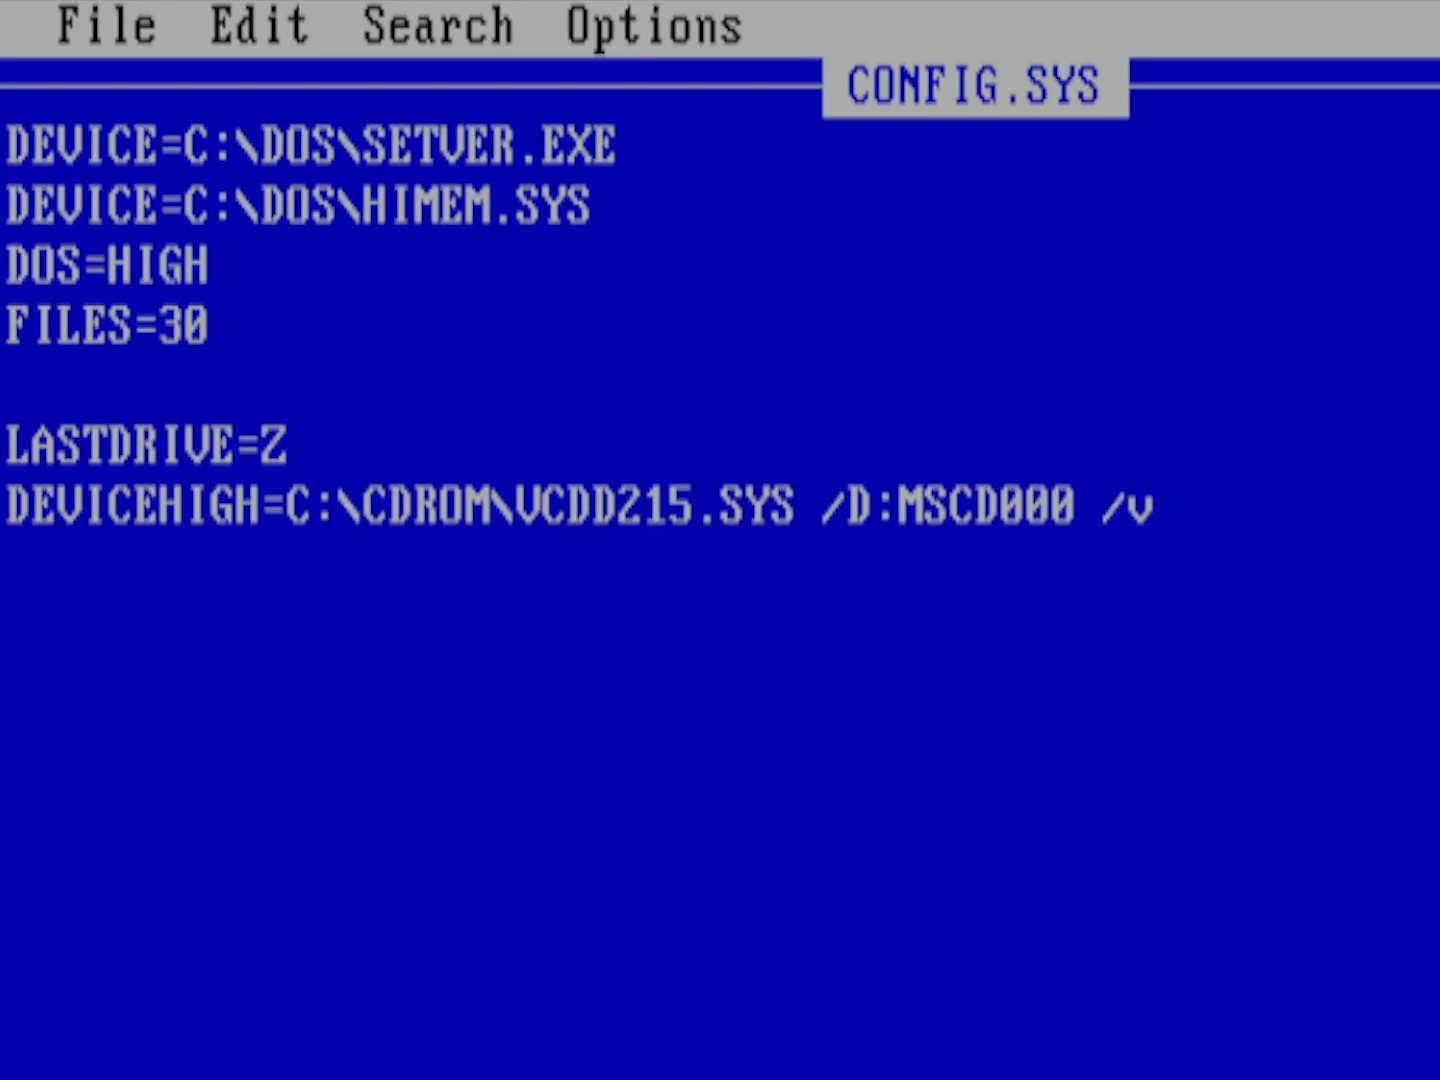 File Edit Search Options
CONFIG.SYS
DEVICE=C:\DOS\SETVER.EXE
DEVICE=C:\DOS\HIMEM.SYS
DOS=HIGH
FILES=30
LASTDRIVE=Z
DEVICEHIGH=C:\CDROM\VCDD215.SYS /D:MSCD000 /v